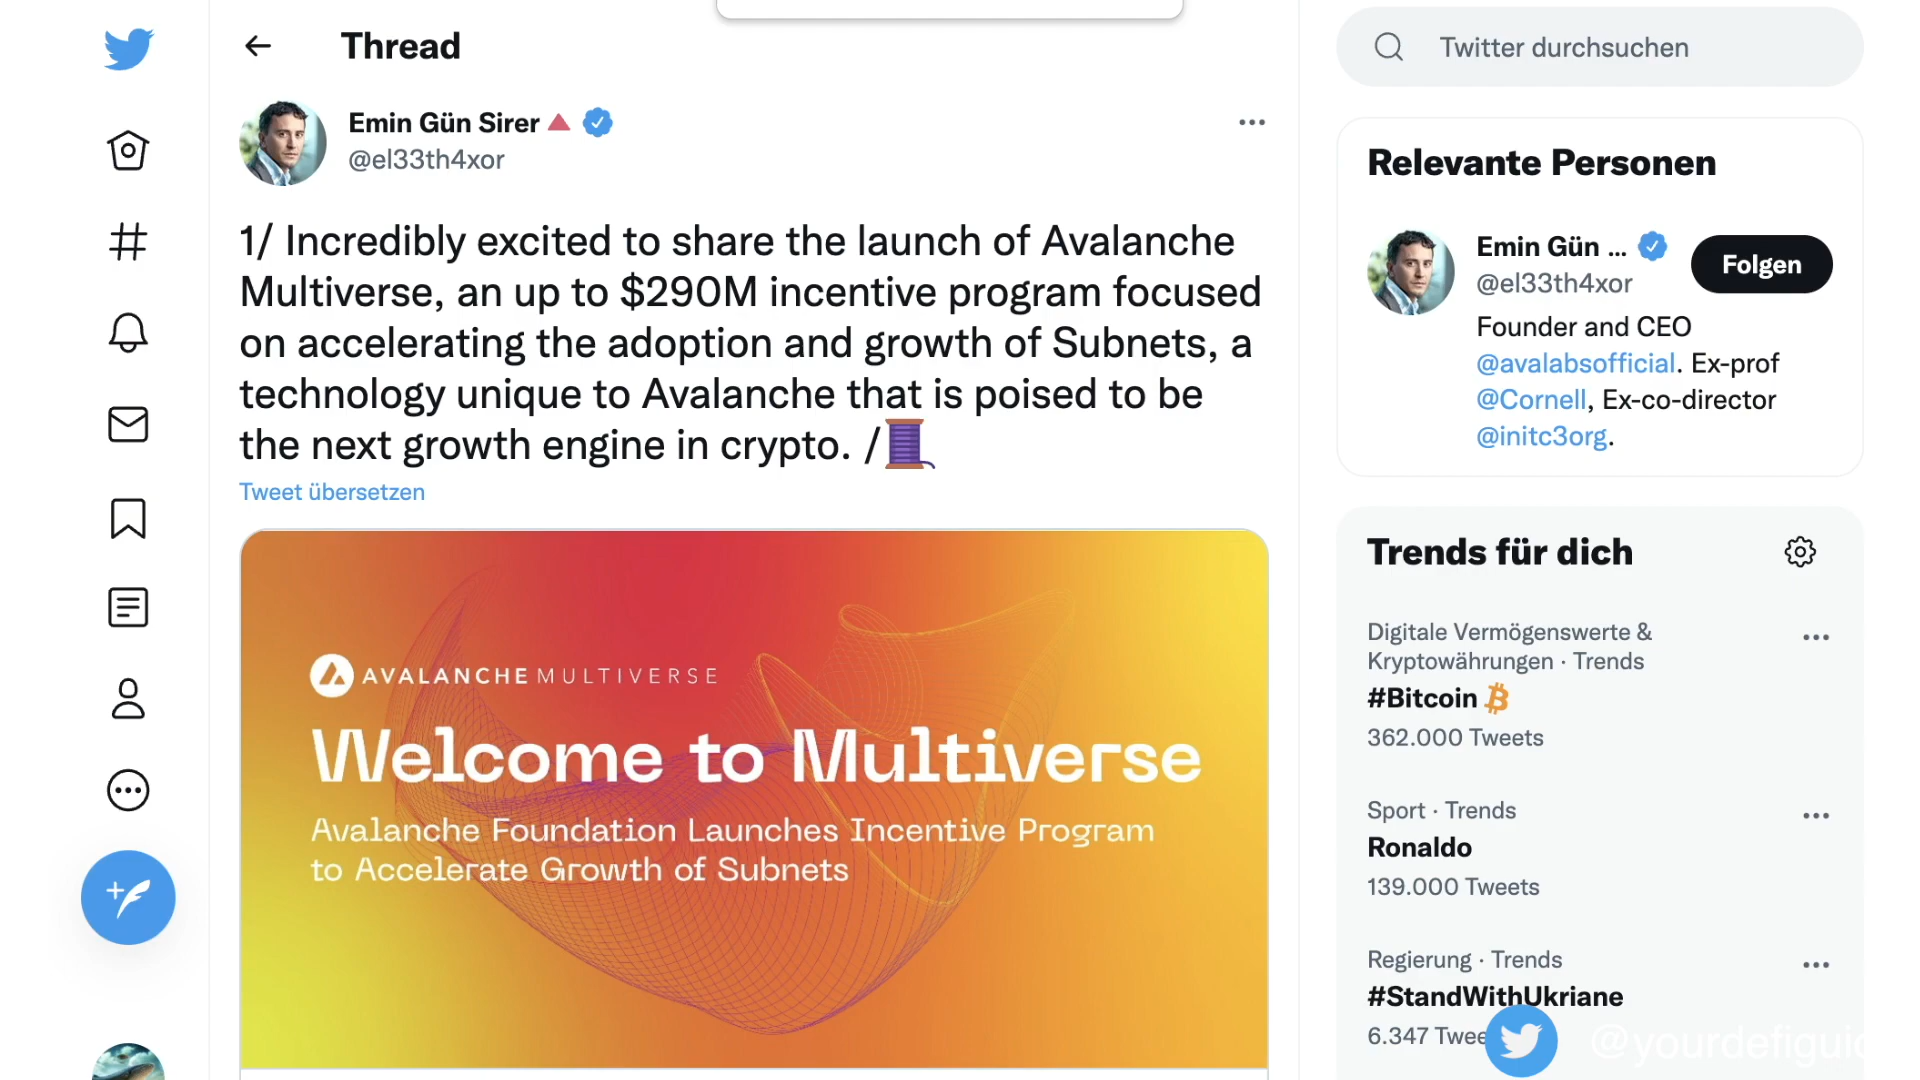 Thread
Emin Gün Sirer
@el33th4xor
1/ Incredibly excited to share the launch of Avalanche
Multiverse, an up to $290M incentive program focused
on accelerating the adoption and growth of Subnets, a
technology unique to Avalanche that is poised to be
the next growth engine in crypto. /
Tweet übersetzen
AVALANCHE MULTIVERSE
Welcome to Multiverse
Avalanche Foundation Launches Incentive Program
to Accelerate Growth of Subnets
Twitter durchsuchen
Relevante Personen
Emin Gün ...
@el33th4xor
Folgen
Founder and CEO
@avalabsofficial. Ex-prof
@Cornell, Ex-co-director
@initc3org.
Trends für dich
Digitale Vermögenswerte &
Kryptowährungen · Trends
#Bitcoin
362.000 Tweets
Sport · Trends
Ronaldo
139.000 Tweets
Regierung · Trends
#StandWithUkriane
6.347